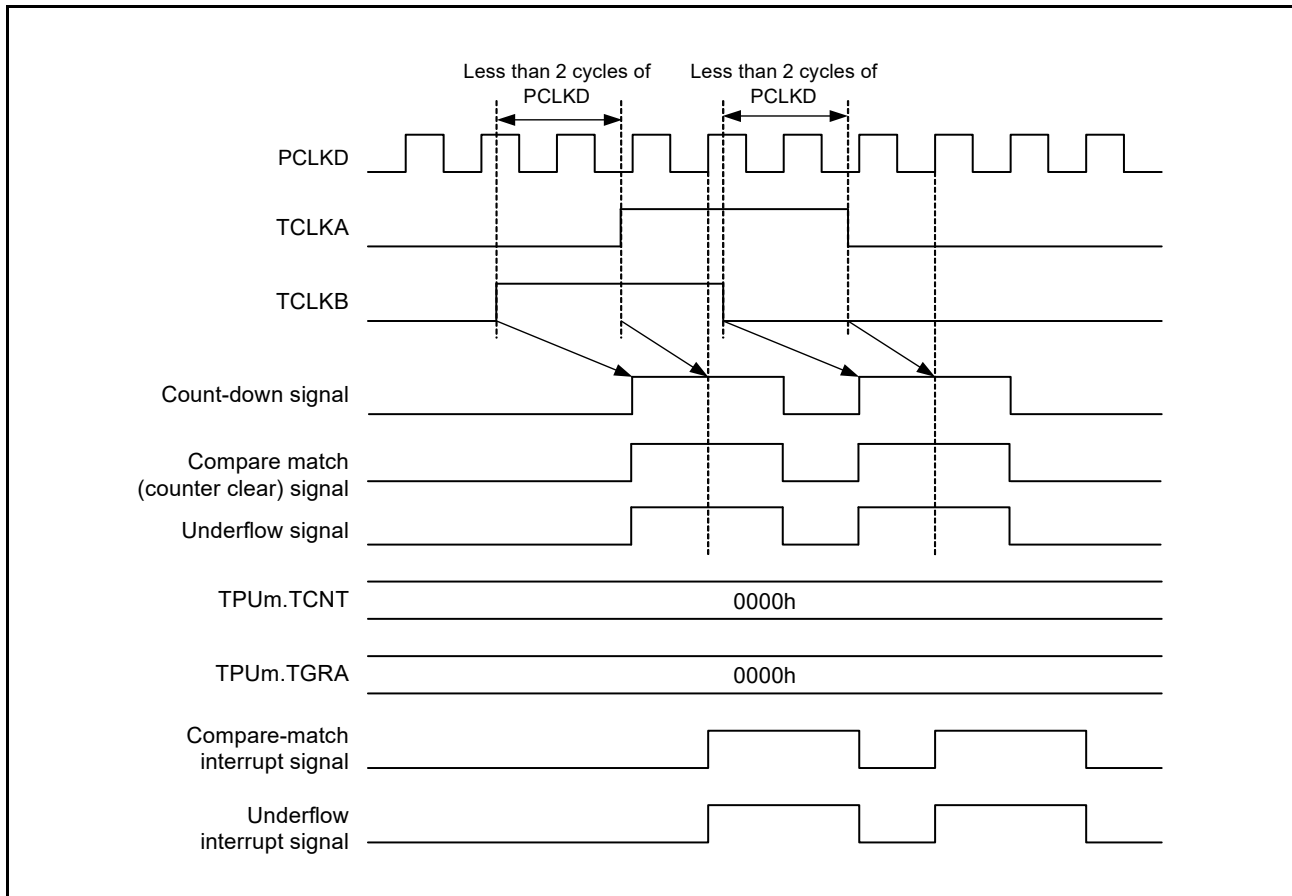 Less than 2 cycles of
PCLKD
Less than 2 cycles of
PCLKD
PCLKD
TCLKA
TCLKB
Count-down signal
Compare match
(counter clear) signal
Underflow signal
TPUm.TCNT
0000h
TPUm.TGRA
0000h
Compare-match
interrupt signal
Underflow
interrupt signal